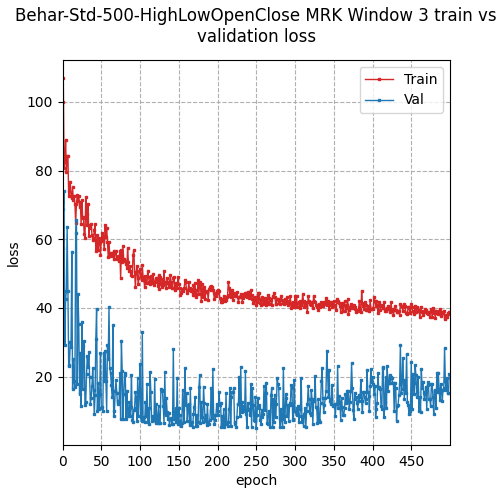 Behar-Std-500-HighLowOpenClose MRK Window 3 train vs
validation loss
Train
Val
100
80
60
40
20
loss
0 50 100 150 200 250 300 350 400 450
epoch